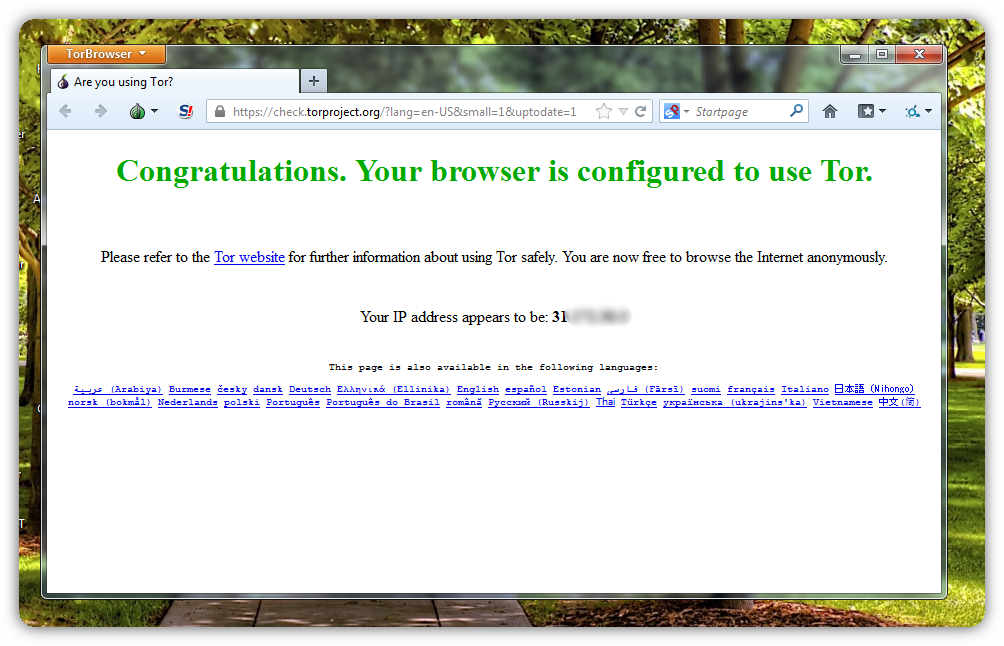 TorBrowser
Are you using Tor?
https://check.torproject.org/?lang=en-US&small=1&uptodate=1
Startpage
Congratulations. Your browser is configured to use Tor.
Please refer to the Tor website for further information about using Tor safely. You are now free to browse the Internet anonymously.
Your IP address appears to be: 31
This page is also available in the following languages:
عربية (Arabiya) Burmese česky dansk Deutsch Ελληνικά (Ellinika) English español Estonian فارسی (Fārsī) suomi français Italiano 日本語 (Nihongo)
norsk (bokmål) Nederlands polski Português Português do Brasil română Русский (Russkij) Thai Türkçe українська (ukrajins'ka) Vietnamese 中文(简)